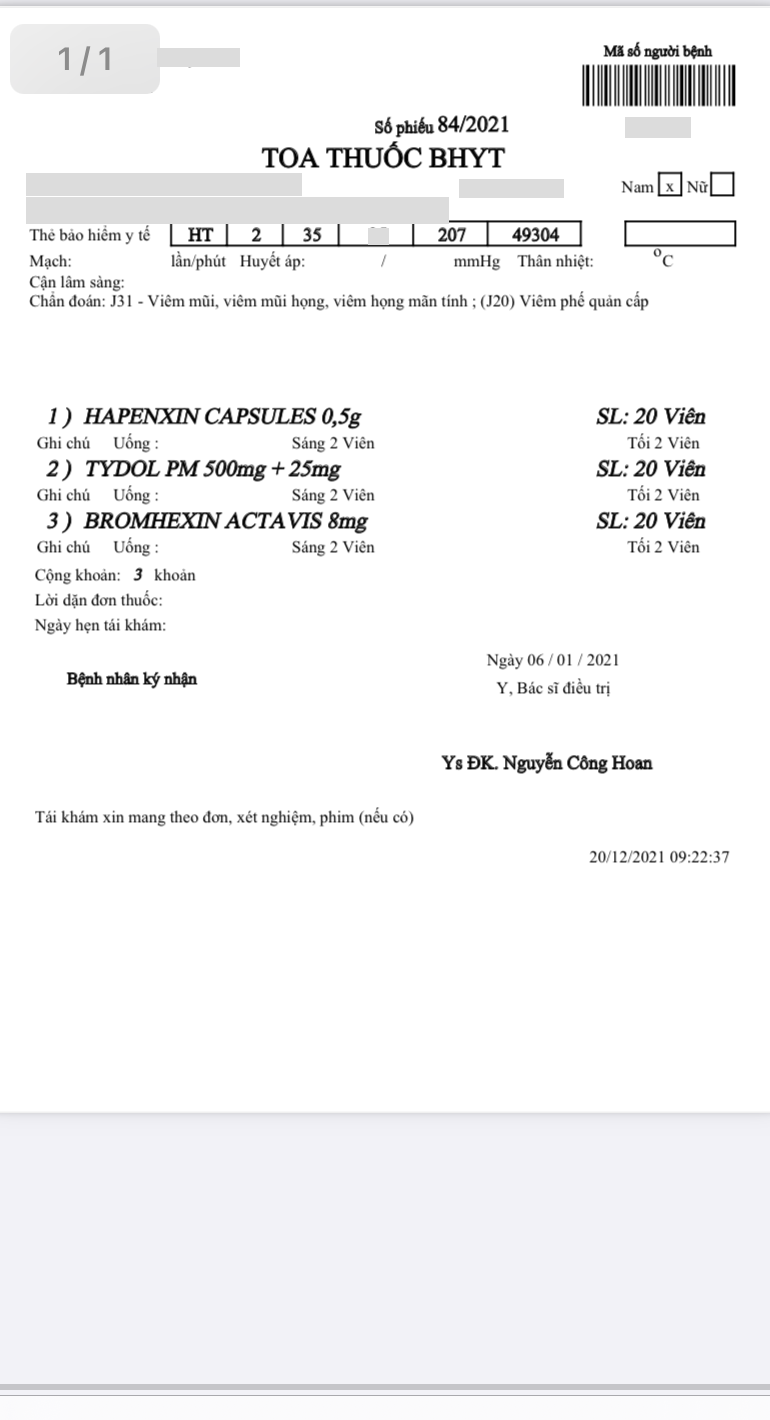 1/1
Mã số người bệnh
Số phiếu 84/2021
TOA THUỐC BHYT
Nam x Nữ
Thẻ bảo hiểm y tế HT 2 35 207 49304
Mạch: lần/phút Huyết áp: / mmHg Thân nhiệt: oC
Cận lâm sàng:
Chẩn đoán: J31 - Viêm mũi, viêm mũi họng, viêm họng mãn tính ; (J20) Viêm phế quản cấp
1 ) HAPENXIN CAPSULES 0,5g SL: 20 Viên
Ghi chú Uống : Sáng 2 Viên Tối 2 Viên
2 ) TYDOL PM 500mg + 25mg SL: 20 Viên
Ghi chú Uống : Sáng 2 Viên Tối 2 Viên
3 ) BROMHEXIN ACTAVIS 8mg SL: 20 Viên
Ghi chú Uống : Sáng 2 Viên Tối 2 Viên
Cộng khoản: 3 khoản
Lời dặn đơn thuốc:
Ngày hẹn tái khám:
Ngày 06 / 01 / 2021
Bệnh nhân ký nhận Y, Bác sĩ điều trị
Ys ĐK. Nguyễn Công Hoan
Tái khám xin mang theo đơn, xét nghiệm, phim (nếu có)
20/12/2021 09:22:37